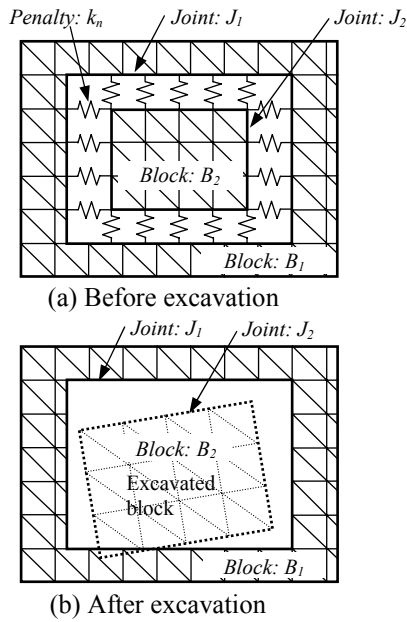 Penalty: kₙ
Joint: J₁
Joint: J₂
Block: B₂
Block: B₁
(a) Before excavation
Joint: J₁
Joint: J₂
Block: B₂
Excavated
block
Block: B₁
(b) After excavation